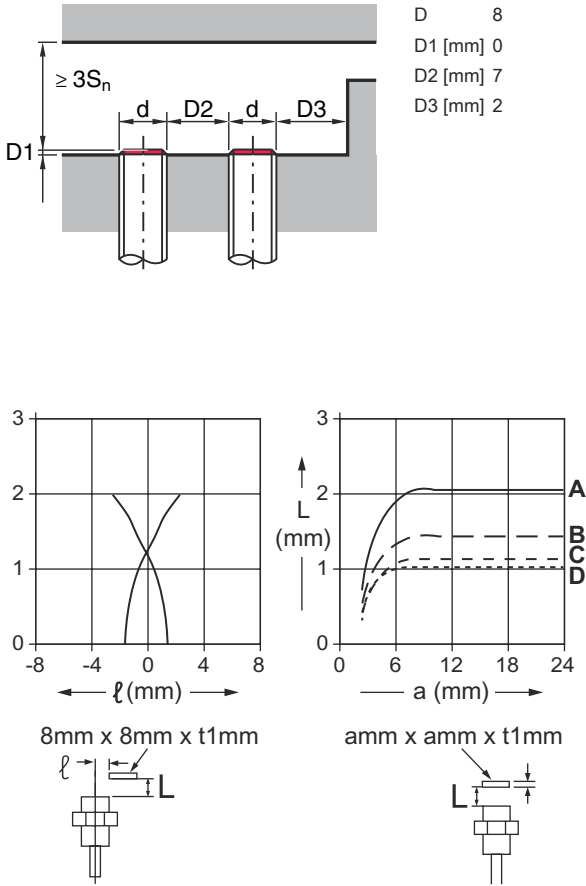 D 8
D1 [mm] 0
D2 [mm] 7
D3 [mm] 2
≥ 3Sn
d D2 d D3
D1
3
2
1
0
-8 -4 0 4 8
ℓ (mm)
3
2
1
0
L
(mm)
A
B
C
D
0 6 12 18 24
a (mm)
8mm x 8mm x t1mm
ℓ
L
amm x amm x t1mm
L